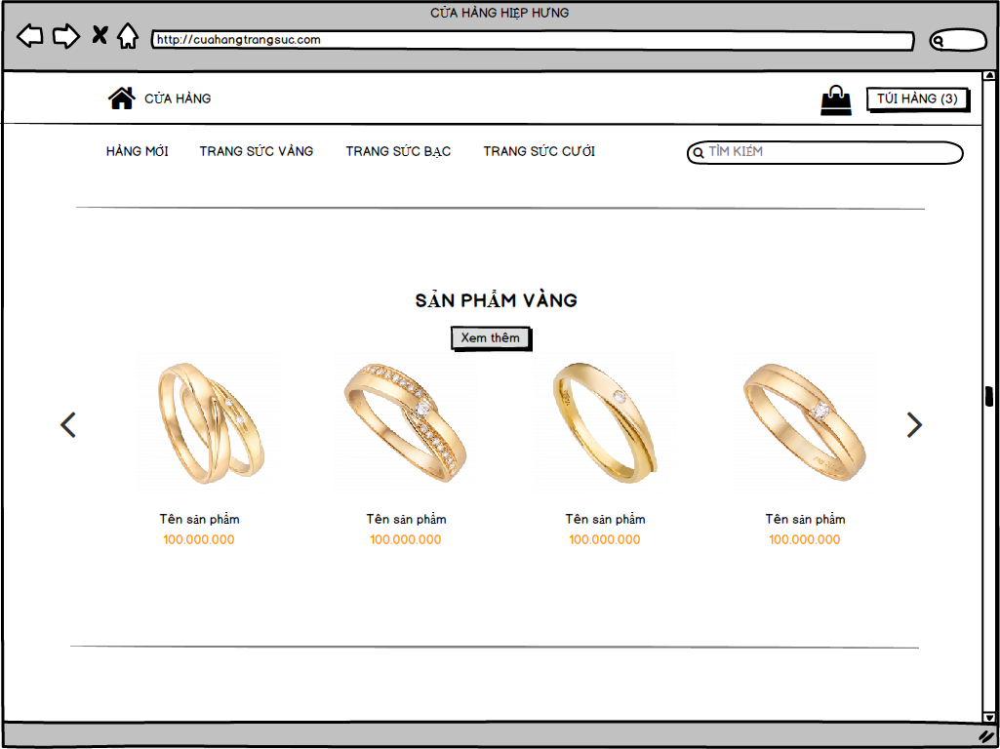 CỬA HÀNG HIỆP HƯNG
http://cuahangtrangsuc.com
CỬA HÀNG
TÚI HÀNG (3)
HÀNG MỚI TRANG SỨC VÀNG TRANG SỨC BẠC TRANG SỨC CƯỚI
TÌM KIẾM
SẢN PHẨM VÀNG
Xem thêm
Tên sản phẩm Tên sản phẩm Tên sản phẩm Tên sản phẩm
100.000.000 100.000.000 100.000.000 100.000.000